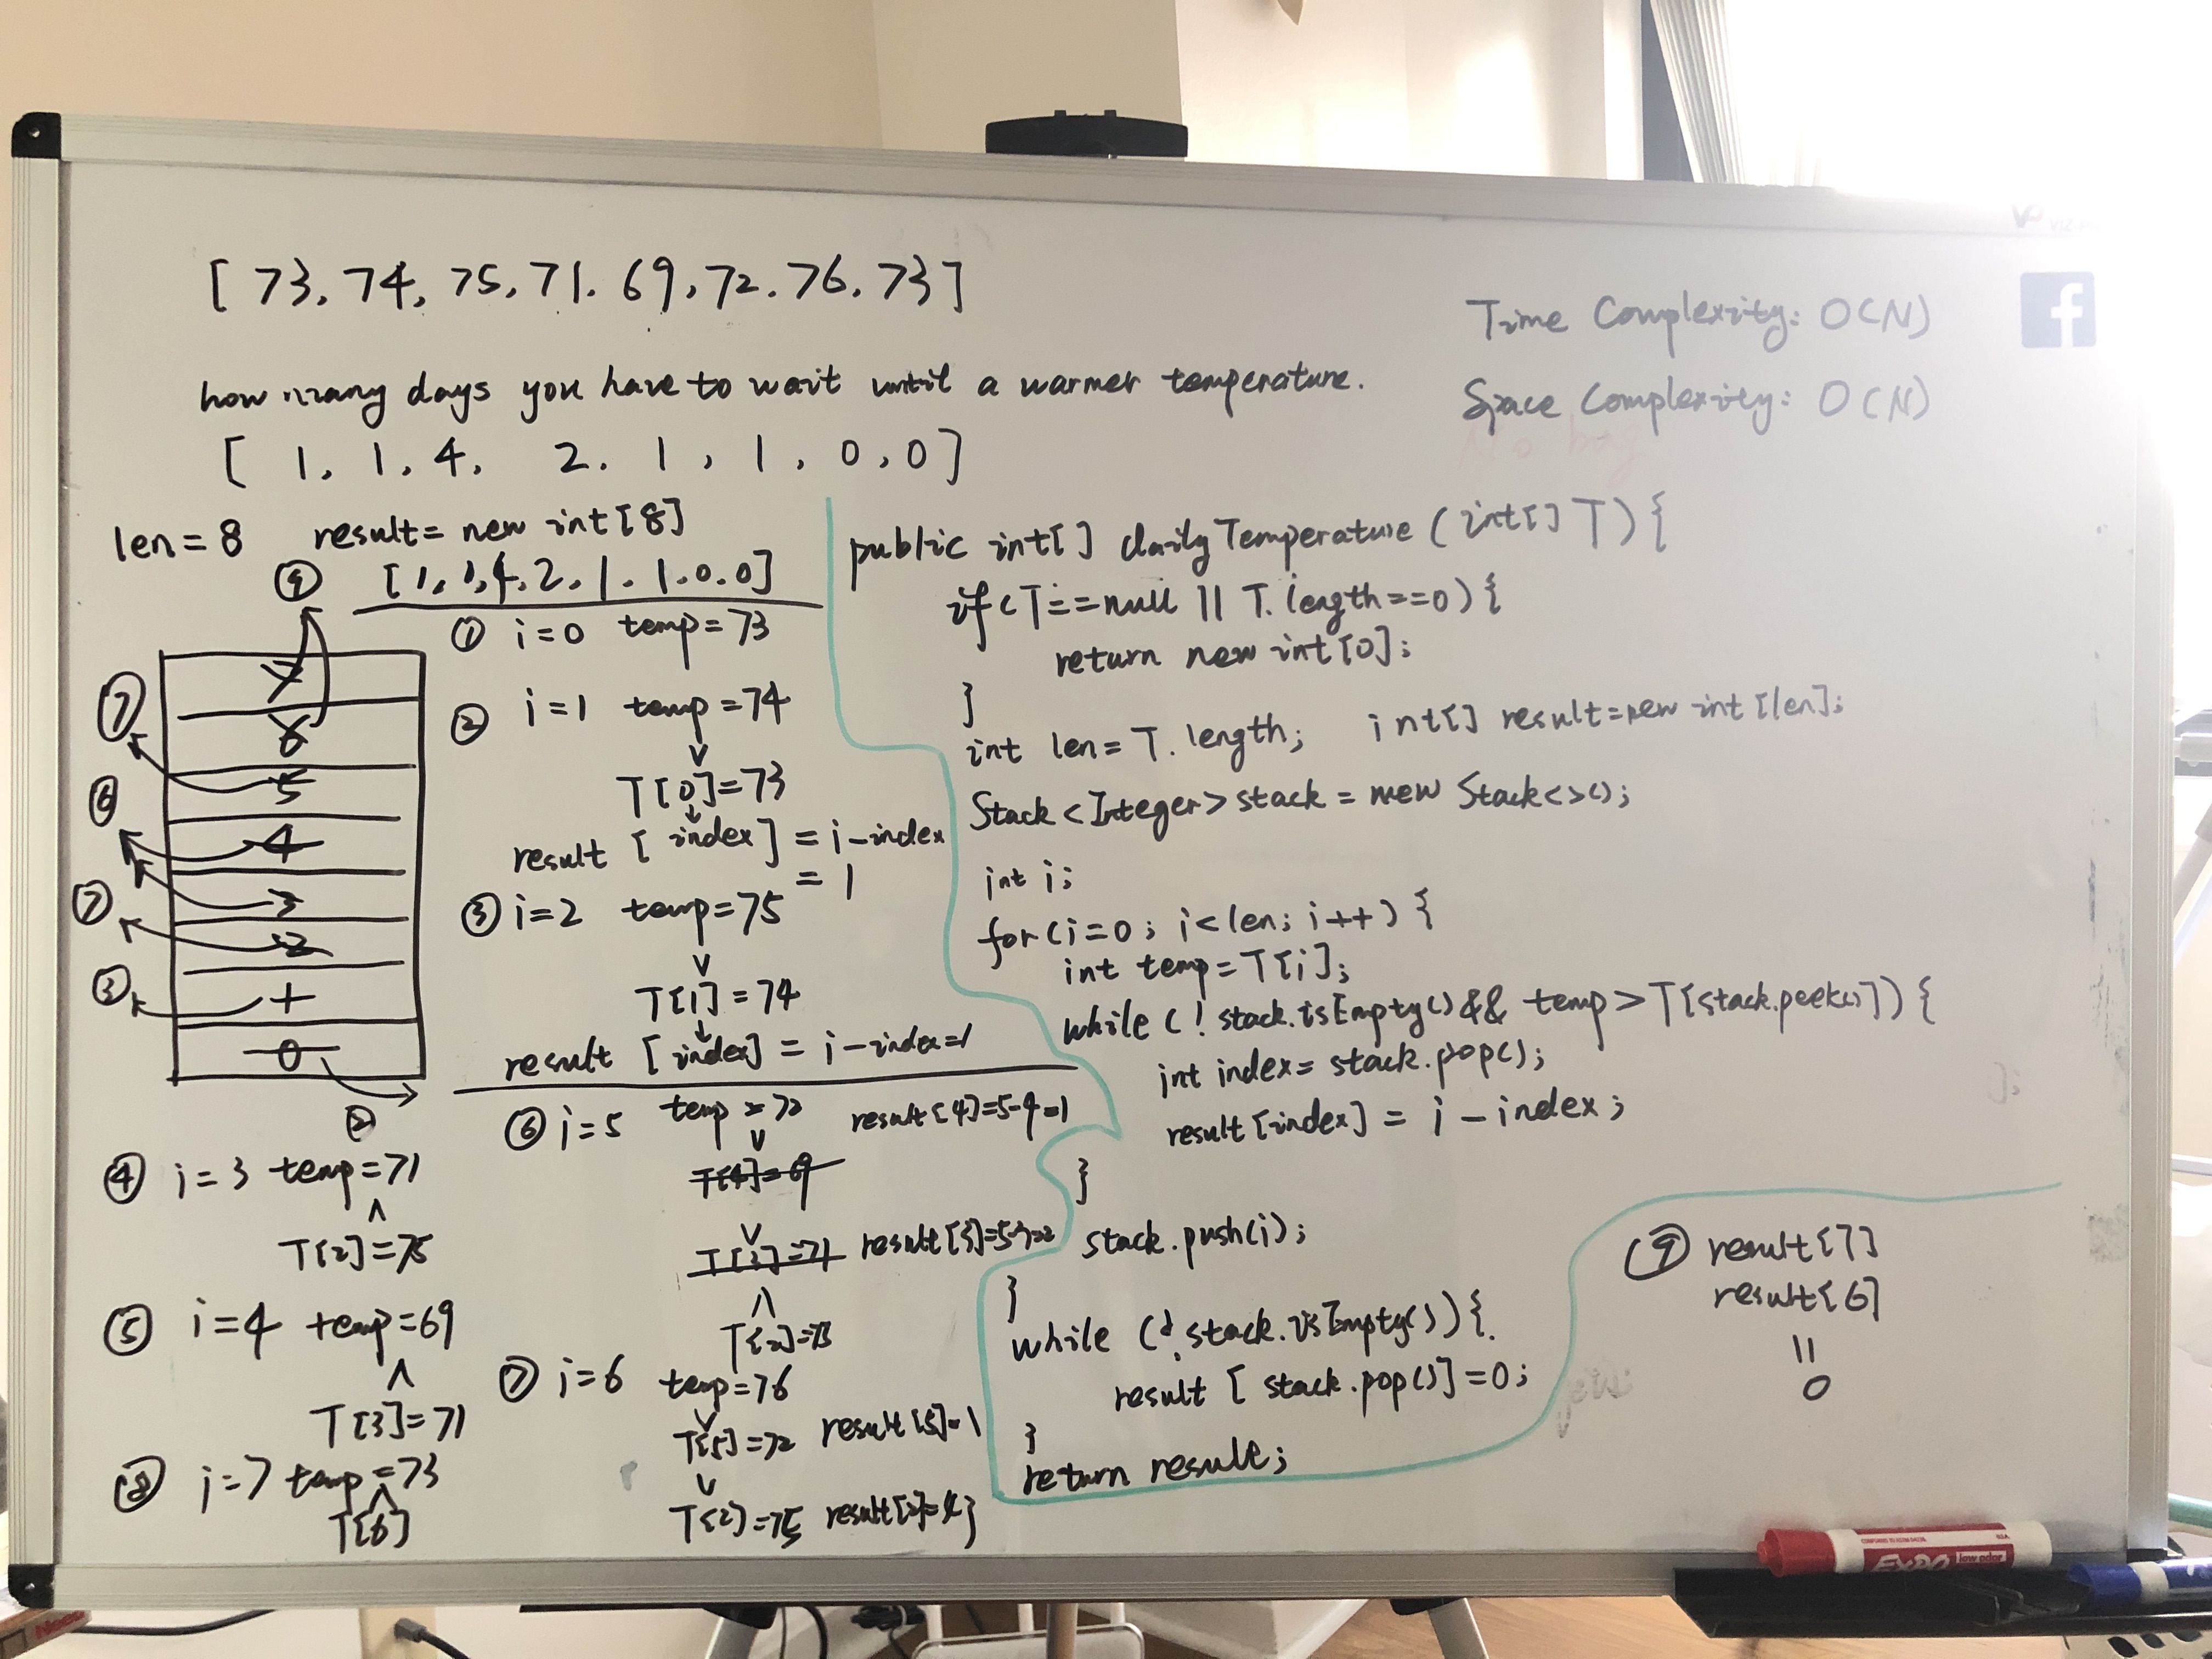 [ 73, 74, 75, 71. 69, 72. 76, 73 ]
how many days you have to wait until a warmer temperature.
[ 1, 1, 4, 2. 1, 1, 0, 0 ]
Time Complexity: O(N)
Space Complexity: O(N)
No bug
f
len = 8 result = new int[8]
[1, 1, 4, 2, 1. 1. 0. 0]
⑨
7
6
5
4
3
2
1
0
⑦
⑥
⑦
③
②
① i=0 temp=73
② i=1 temp=74
∨
T[0]=73
↓
result [ index ] = i-index
= 1
③ i=2 temp=75
∨
T[1]=74
↓
result [ index ] = i-index=1
④ i=3 temp=71
∧
T[2]=75
⑤ i=4 temp=69
∧
T[3]=71
⑥ i=5 temp=72 result[4]=5-4=1
∨
T[4]=69
∨
T[3]=71 result[3]=5-3=2
∧
T[2]=75
⑦ i=6 temp=76
∨
T[5]=72 result[5]=1
∨
T[2]=75 result[2]=4
⑧ i=7 temp=73
∧
T[6]
public int[] dailyTemperature (int[] T) {
if (T==null || T.length==0) {
return new int[0];
}
int len=T.length; int[] result=new int[len];
Stack<Integer> stack = new Stack<>();
int i;
for (i=0; i<len; i++) {
int temp=T[i];
while (! stack.isEmpty() && temp > T[stack.peek()]) {
int index = stack.pop();
result[index] = i - index;
}
stack.push(i);
}
while (! stack.isEmpty()) {
result [ stack.pop()]=0;
}
return result;
⑨ result[7]
result[6]
=
0
EXPO
low odor